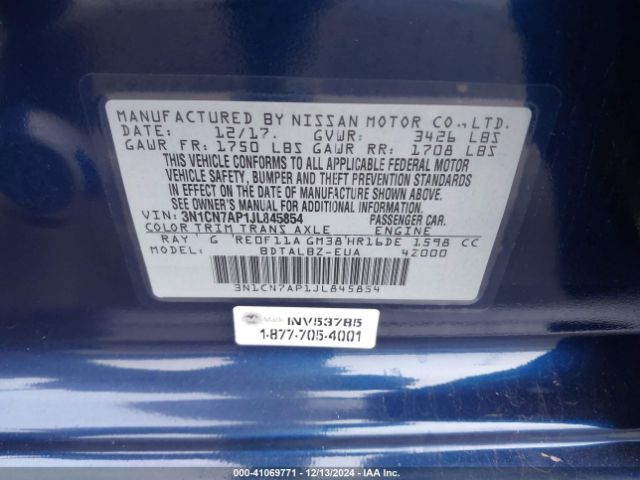 MANUFACTURED BY NISSAN MOTOR CO.,LTD.
DATE: 12/17. GVWR: 3426 LBS
GAWR FR: 1750 LBS GAWR RR: 1708 LBS
THIS VEHICLE CONFORMS TO ALL APPLICABLE FEDERAL MOTOR
VEHICLE SAFETY, BUMPER AND THEFT PREVENTION STANDARDS
IN EFFECT ON THE DATE OF MANUFACTURE SHOWN ABOVE.
SEE OWNER'S MANUAL FOR ADDITIONAL INFORMATION.
VIN: 3N1CN7AP1JL845854 PASSENGER CAR.
COLOR TRIM TRANS AXLE ENGINE
RAY G RE0F11A GM38 HR16DE 1598 CC
BDTALBZ-EUA 4Z000
3N1CN7AP1JL845854
INV53785
1-877-705-4001
000-41069771 - 12/13/2024 - IAA Inc.